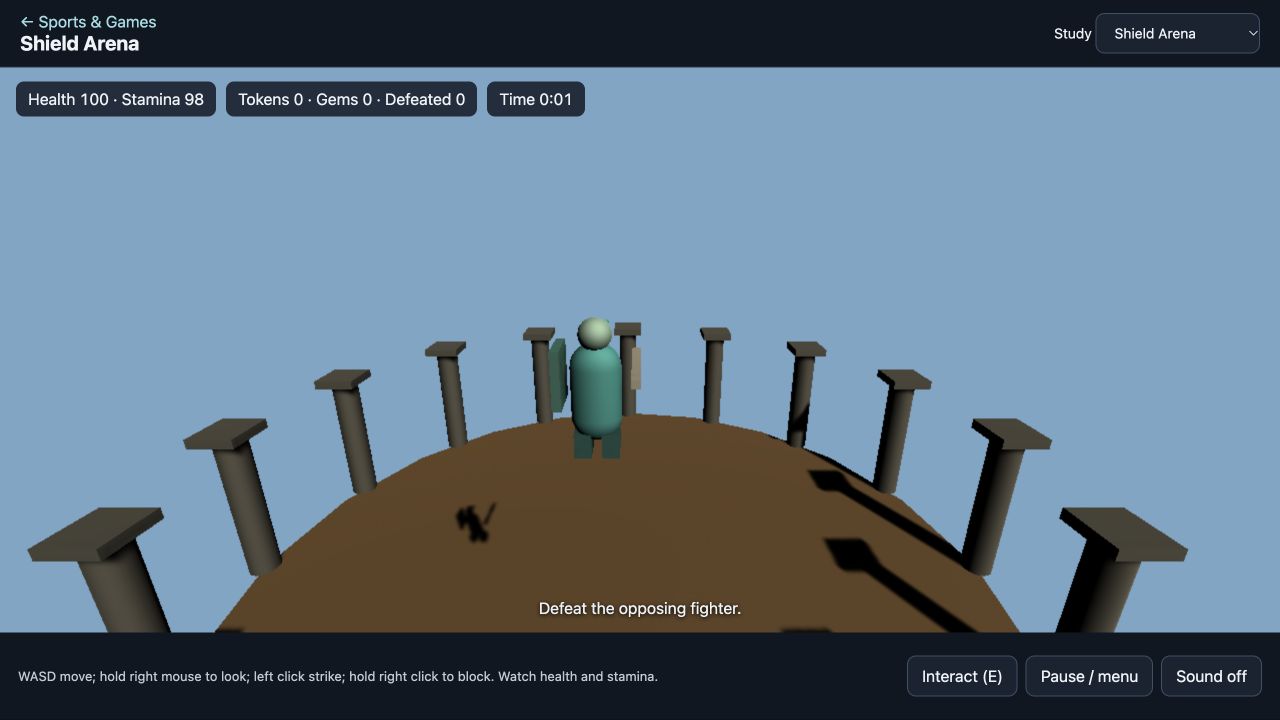 ← Sports & Games
Shield Arena
Study
Shield Arena
Health 100 · Stamina 98
Tokens 0 · Gems 0 · Defeated 0
Time 0:01
Defeat the opposing fighter.
WASD move; hold right mouse to look; left click strike; hold right click to block. Watch health and stamina.
Interact (E)
Pause / menu
Sound off